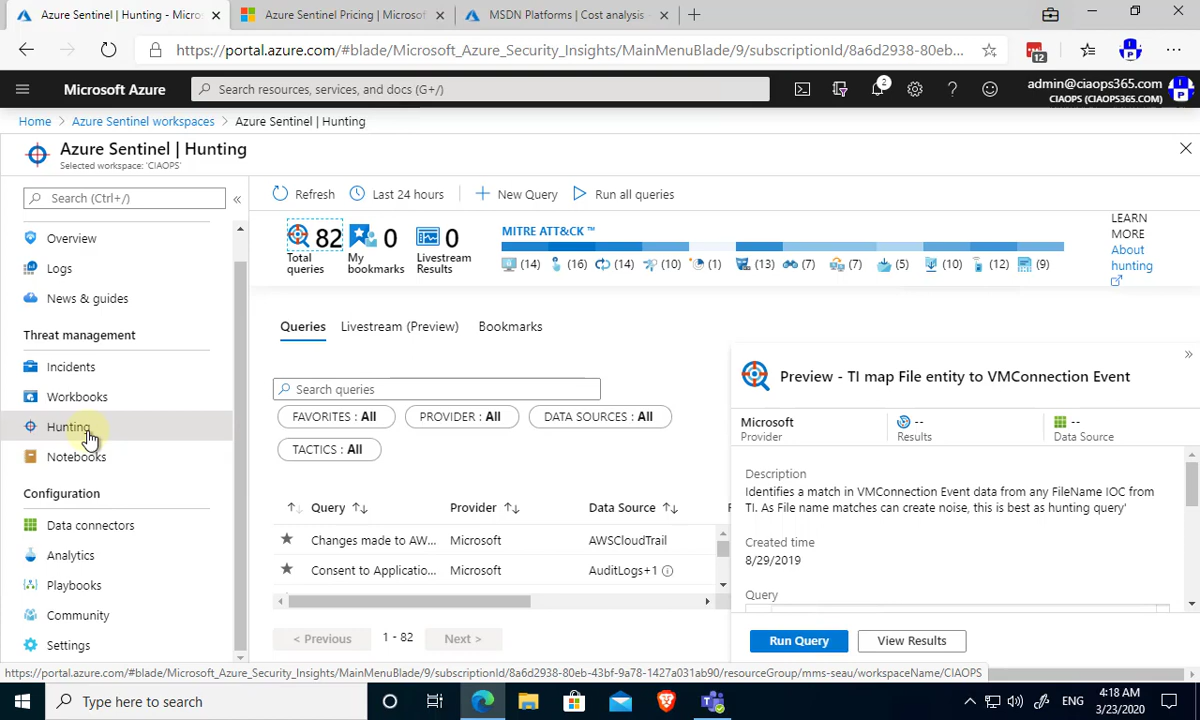 Azure Sentinel | Hunting - Micros
Azure Sentinel Pricing | Microsof
MSDN Platforms | Cost analysis -
https://portal.azure.com/#blade/Microsoft_Azure_Security_Insights/MainMenuBlade/9/subscriptionId/8a6d2938-80eb...
12
Microsoft Azure
Search resources, services, and docs (G+/)
2
admin@ciaops365.com
CIAOPS (CIAOPS365.COM)
Home > Azure Sentinel workspaces > Azure Sentinel | Hunting
Azure Sentinel | Hunting
Selected workspace: 'CIAOPS'
Search (Ctrl+/)
Overview
Logs
News & guides
Threat management
Incidents
Workbooks
Hunting
Notebooks
Configuration
Data connectors
Analytics
Playbooks
Community
Settings
Refresh
Last 24 hours
New Query
Run all queries
82
Total queries
0
My bookmarks
0
Livestream Results
MITRE ATT&CK ™
(14) (16) (14) (10) (1) (13) (7) (7) (5) (10) (12) (9)
LEARN MORE
About hunting
Queries Livestream (Preview) Bookmarks
Search queries
FAVORITES : All PROVIDER : All DATA SOURCES : All
TACTICS : All
Query Provider Data Source
Changes made to AW... Microsoft AWSCloudTrail
Consent to Applicatio... Microsoft AuditLogs+1
< Previous 1 - 82 Next >
Preview - TI map File entity to VMConnection Event
Microsoft
Provider
--
Results
--
Data Source
Description
Identifies a match in VMConnection Event data from any FileName IOC from
TI. As File name matches can create noise, this is best as hunting query'
Created time
8/29/2019
Query
Run Query View Results
https://portal.azure.com/#blade/Microsoft_Azure_Security_Insights/MainMenuBlade/9/subscriptionId/8a6d2938-80eb-43bf-9a78-1427a031ab90/resourceGroup/mms-seau/workspaceName/CIAOPS
Type here to search
ENG
4:18 AM
3/23/2020